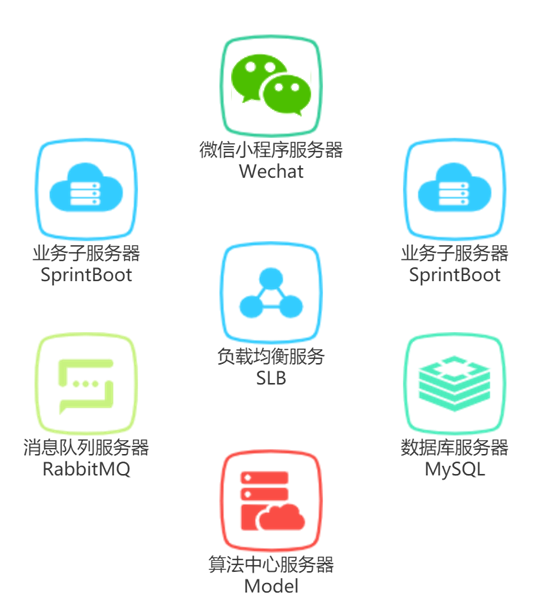 微信小程序服务器
Wechat
业务子服务器
SprintBoot
业务子服务器
SprintBoot
负载均衡服务
SLB
消息队列服务器
RabbitMQ
数据库服务器
MySQL
算法中心服务器
Model